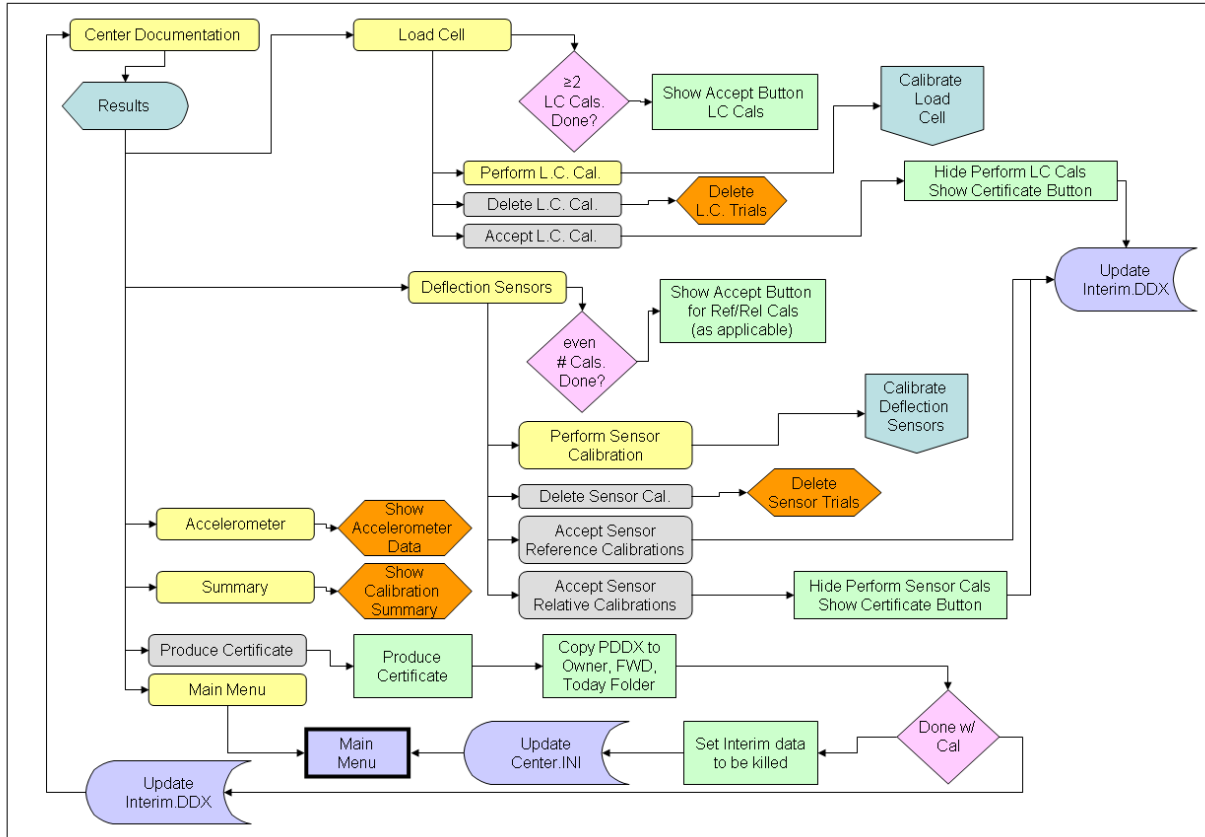 Center Documentation
Load Cell
Results
≥2
LC Cals.
Done?
Show Accept Button
LC Cals
Calibrate
Load
Cell
Perform L.C. Cal.
Delete L.C. Cal.
Accept L.C. Cal.
Delete
L.C. Trials
Hide Perform LC Cals
Show Certificate Button
Update
Interim.DDX
Deflection Sensors
even
# Cals.
Done?
Show Accept Button
for Ref/Rel Cals
(as applicable)
Calibrate
Deflection
Sensors
Perform Sensor
Calibration
Delete Sensor Cal.
Delete
Sensor Trials
Accept Sensor
Reference Calibrations
Accept Sensor
Relative Calibrations
Hide Perform Sensor Cals
Show Certificate Button
Accelerometer
Show
Accelerometer
Data
Summary
Show
Calibration
Summary
Produce Certificate
Produce
Certificate
Copy PDDX to
Owner, FWD,
Today Folder
Main Menu
Done w/
Cal
Set Interim data
to be killed
Update
Center.INI
Main
Menu
Update
Interim.DDX